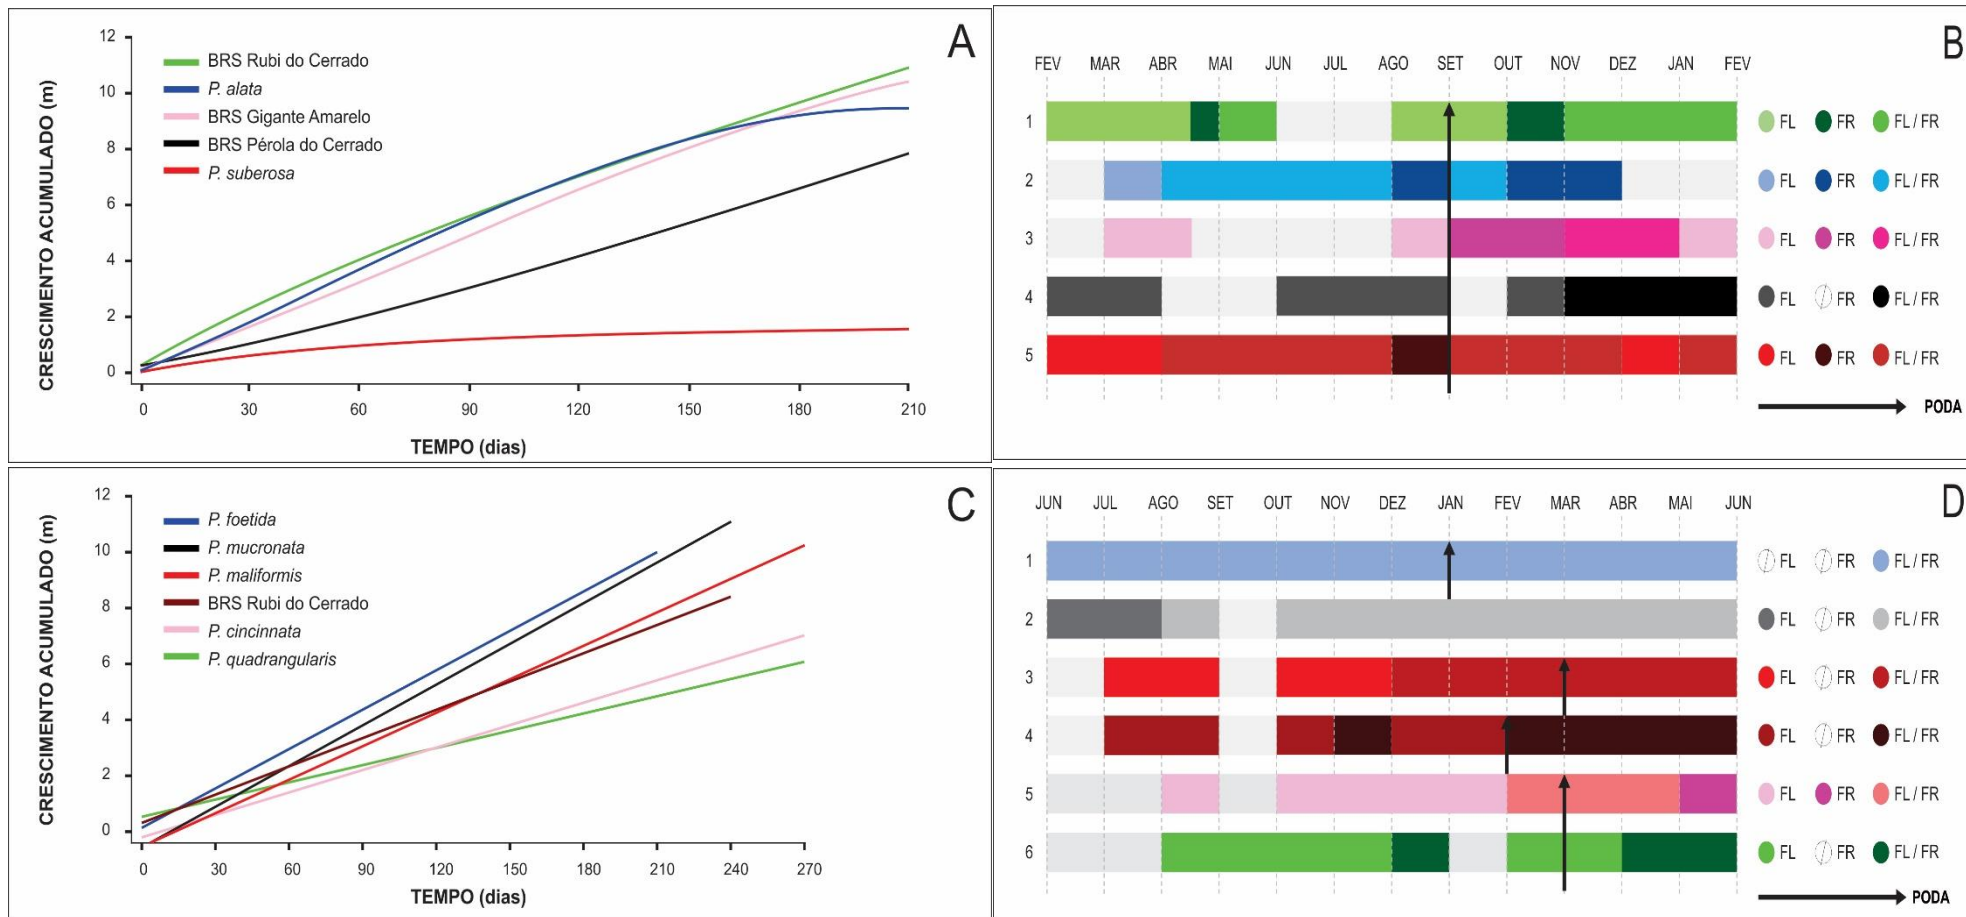 A
CRESCIMENTO ACUMULADO (m)
12
10
8
6
4
2
0
BRS Rubi do Cerrado
P. alata
BRS Gigante Amarelo
BRS Pérola do Cerrado
P. suberosa
0 30 60 90 120 150 180 210
TEMPO (dias)
B
FEV MAR ABR MAI JUN JUL AGO SET OUT NOV DEZ JAN FEV
1 FL FR FL / FR
2 FL FR FL / FR
3 FL FR FL / FR
4 FL FR FL / FR
5 FL FR FL / FR
PODA
C
CRESCIMENTO ACUMULADO (m)
12
10
8
6
4
2
0
P. foetida
P. mucronata
P. maliformis
BRS Rubi do Cerrado
P. cincinnata
P. quadrangularis
0 30 60 90 120 150 180 210 240 270
TEMPO (dias)
D
JUN JUL AGO SET OUT NOV DEZ JAN FEV MAR ABR MAI JUN
1 FL FR FL / FR
2 FL FR FL / FR
3 FL FR FL / FR
4 FL FR FL / FR
5 FL FR FL / FR
6 FL FR FL / FR
PODA